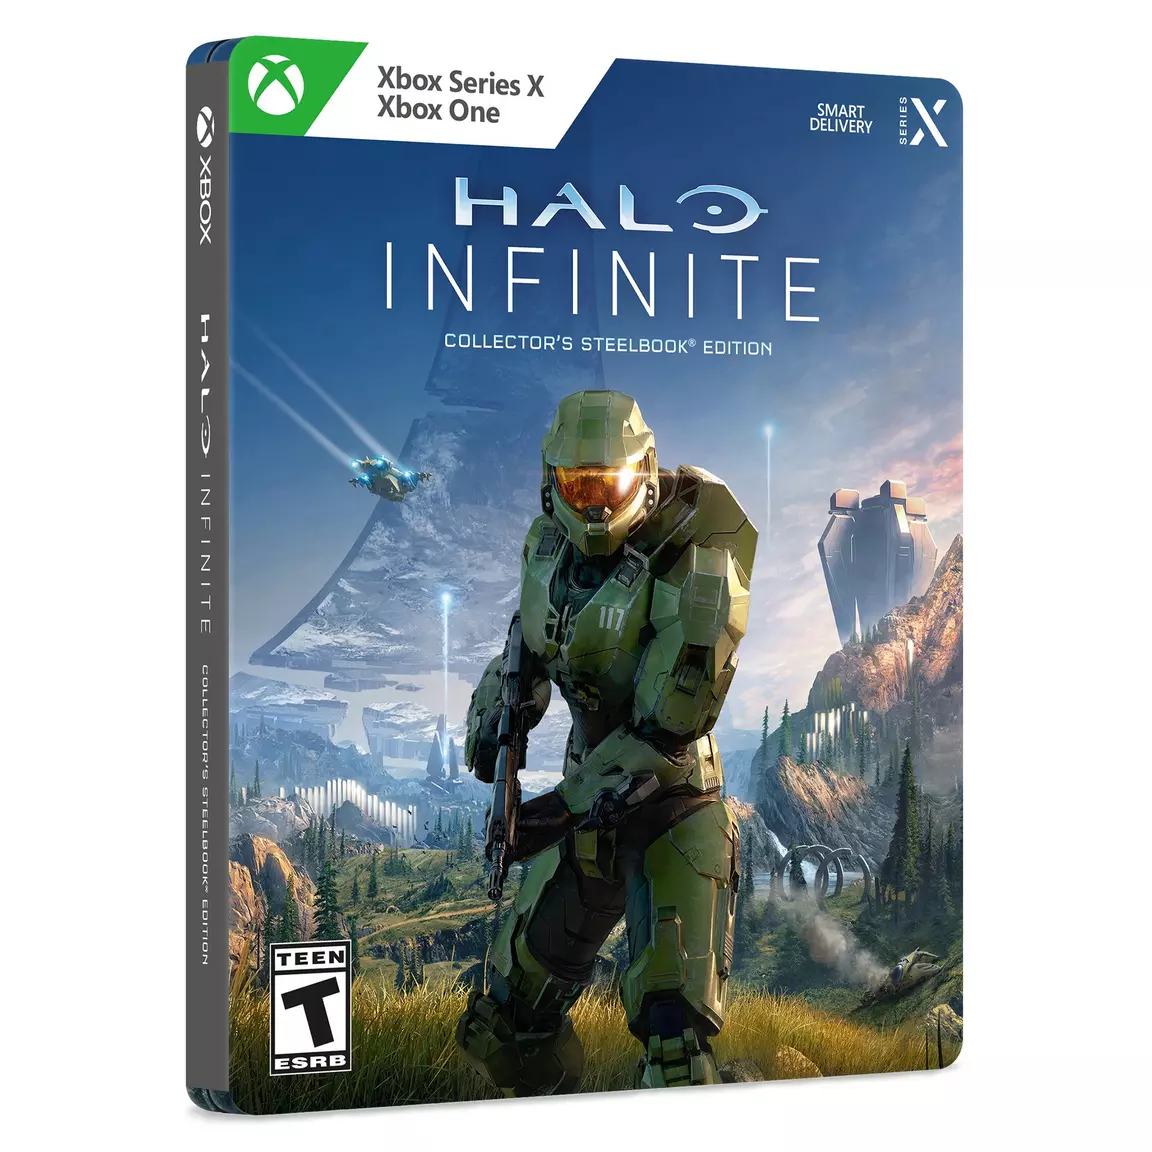 Xbox Series X
Xbox One
SMART
DELIVERY
SERIES X
HALO
INFINITE
COLLECTOR'S STEELBOOK® EDITION
117
TEEN
T
ESRB
XBOX
HALO INFINITE COLLECTOR'S STEELBOOK® EDITION